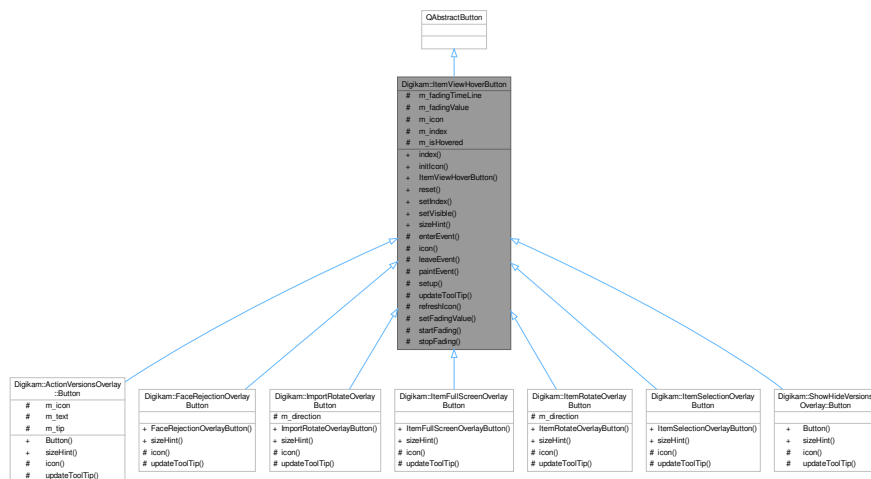 QAbstractButton
Digikam::ItemViewHoverButton
# m_fadingTimeLine
# m_fadingValue
# m_icon
# m_index
# m_isHovered
+ index()
+ initIcon()
+ ItemViewHoverButton()
+ reset()
+ setIndex()
+ setVisible()
+ sizeHint()
# enterEvent()
# icon()
# leaveEvent()
# paintEvent()
# setup()
# updateToolTip()
# refreshIcon()
# setFadingValue()
# startFading()
# stopFading()
Digikam::ActionVersionsOverlay
::Button
# m_icon
# m_text
# m_tip
+ Button()
+ sizeHint()
# icon()
# updateToolTip()
Digikam::FaceRejectionOverlay
Button
+ FaceRejectionOverlayButton()
+ sizeHint()
# icon()
# updateToolTip()
Digikam::ImportRotateOverlay
Button
# m_direction
+ ImportRotateOverlayButton()
+ sizeHint()
# icon()
# updateToolTip()
Digikam::ItemFullScreenOverlay
Button
+ ItemFullScreenOverlayButton()
+ sizeHint()
# icon()
# updateToolTip()
Digikam::ItemRotateOverlay
Button
# m_direction
+ ItemRotateOverlayButton()
+ sizeHint()
# icon()
# updateToolTip()
Digikam::ItemSelectionOverlay
Button
+ ItemSelectionOverlayButton()
+ sizeHint()
# icon()
# updateToolTip()
Digikam::ShowHideVersions
Overlay::Button
+ Button()
+ sizeHint()
# icon()
# updateToolTip()